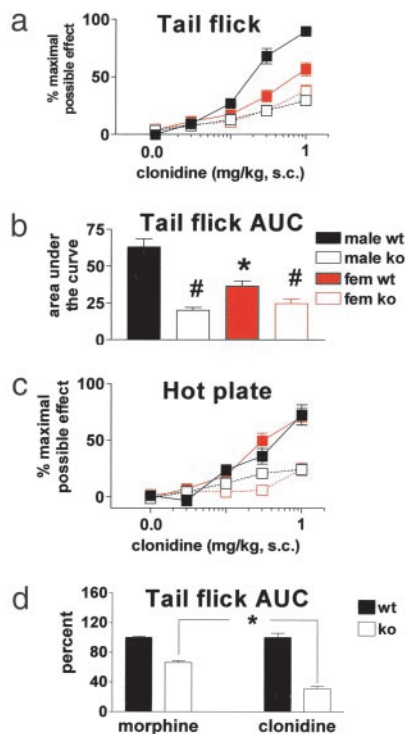 a
Tail flick
% maximal
possible effect
100
50
0
0.0 1
clonidine (mg/kg, s.c.)
b
Tail flick AUC
area under
the curve
75
50
25
0
#
*
#
male wt
male ko
fem wt
fem ko
c
Hot plate
% maximal
possible effect
100
50
0
0.0 1
clonidine (mg/kg, s.c.)
d
Tail flick AUC
percent
160
120
80
40
0
*
wt
ko
morphine clonidine